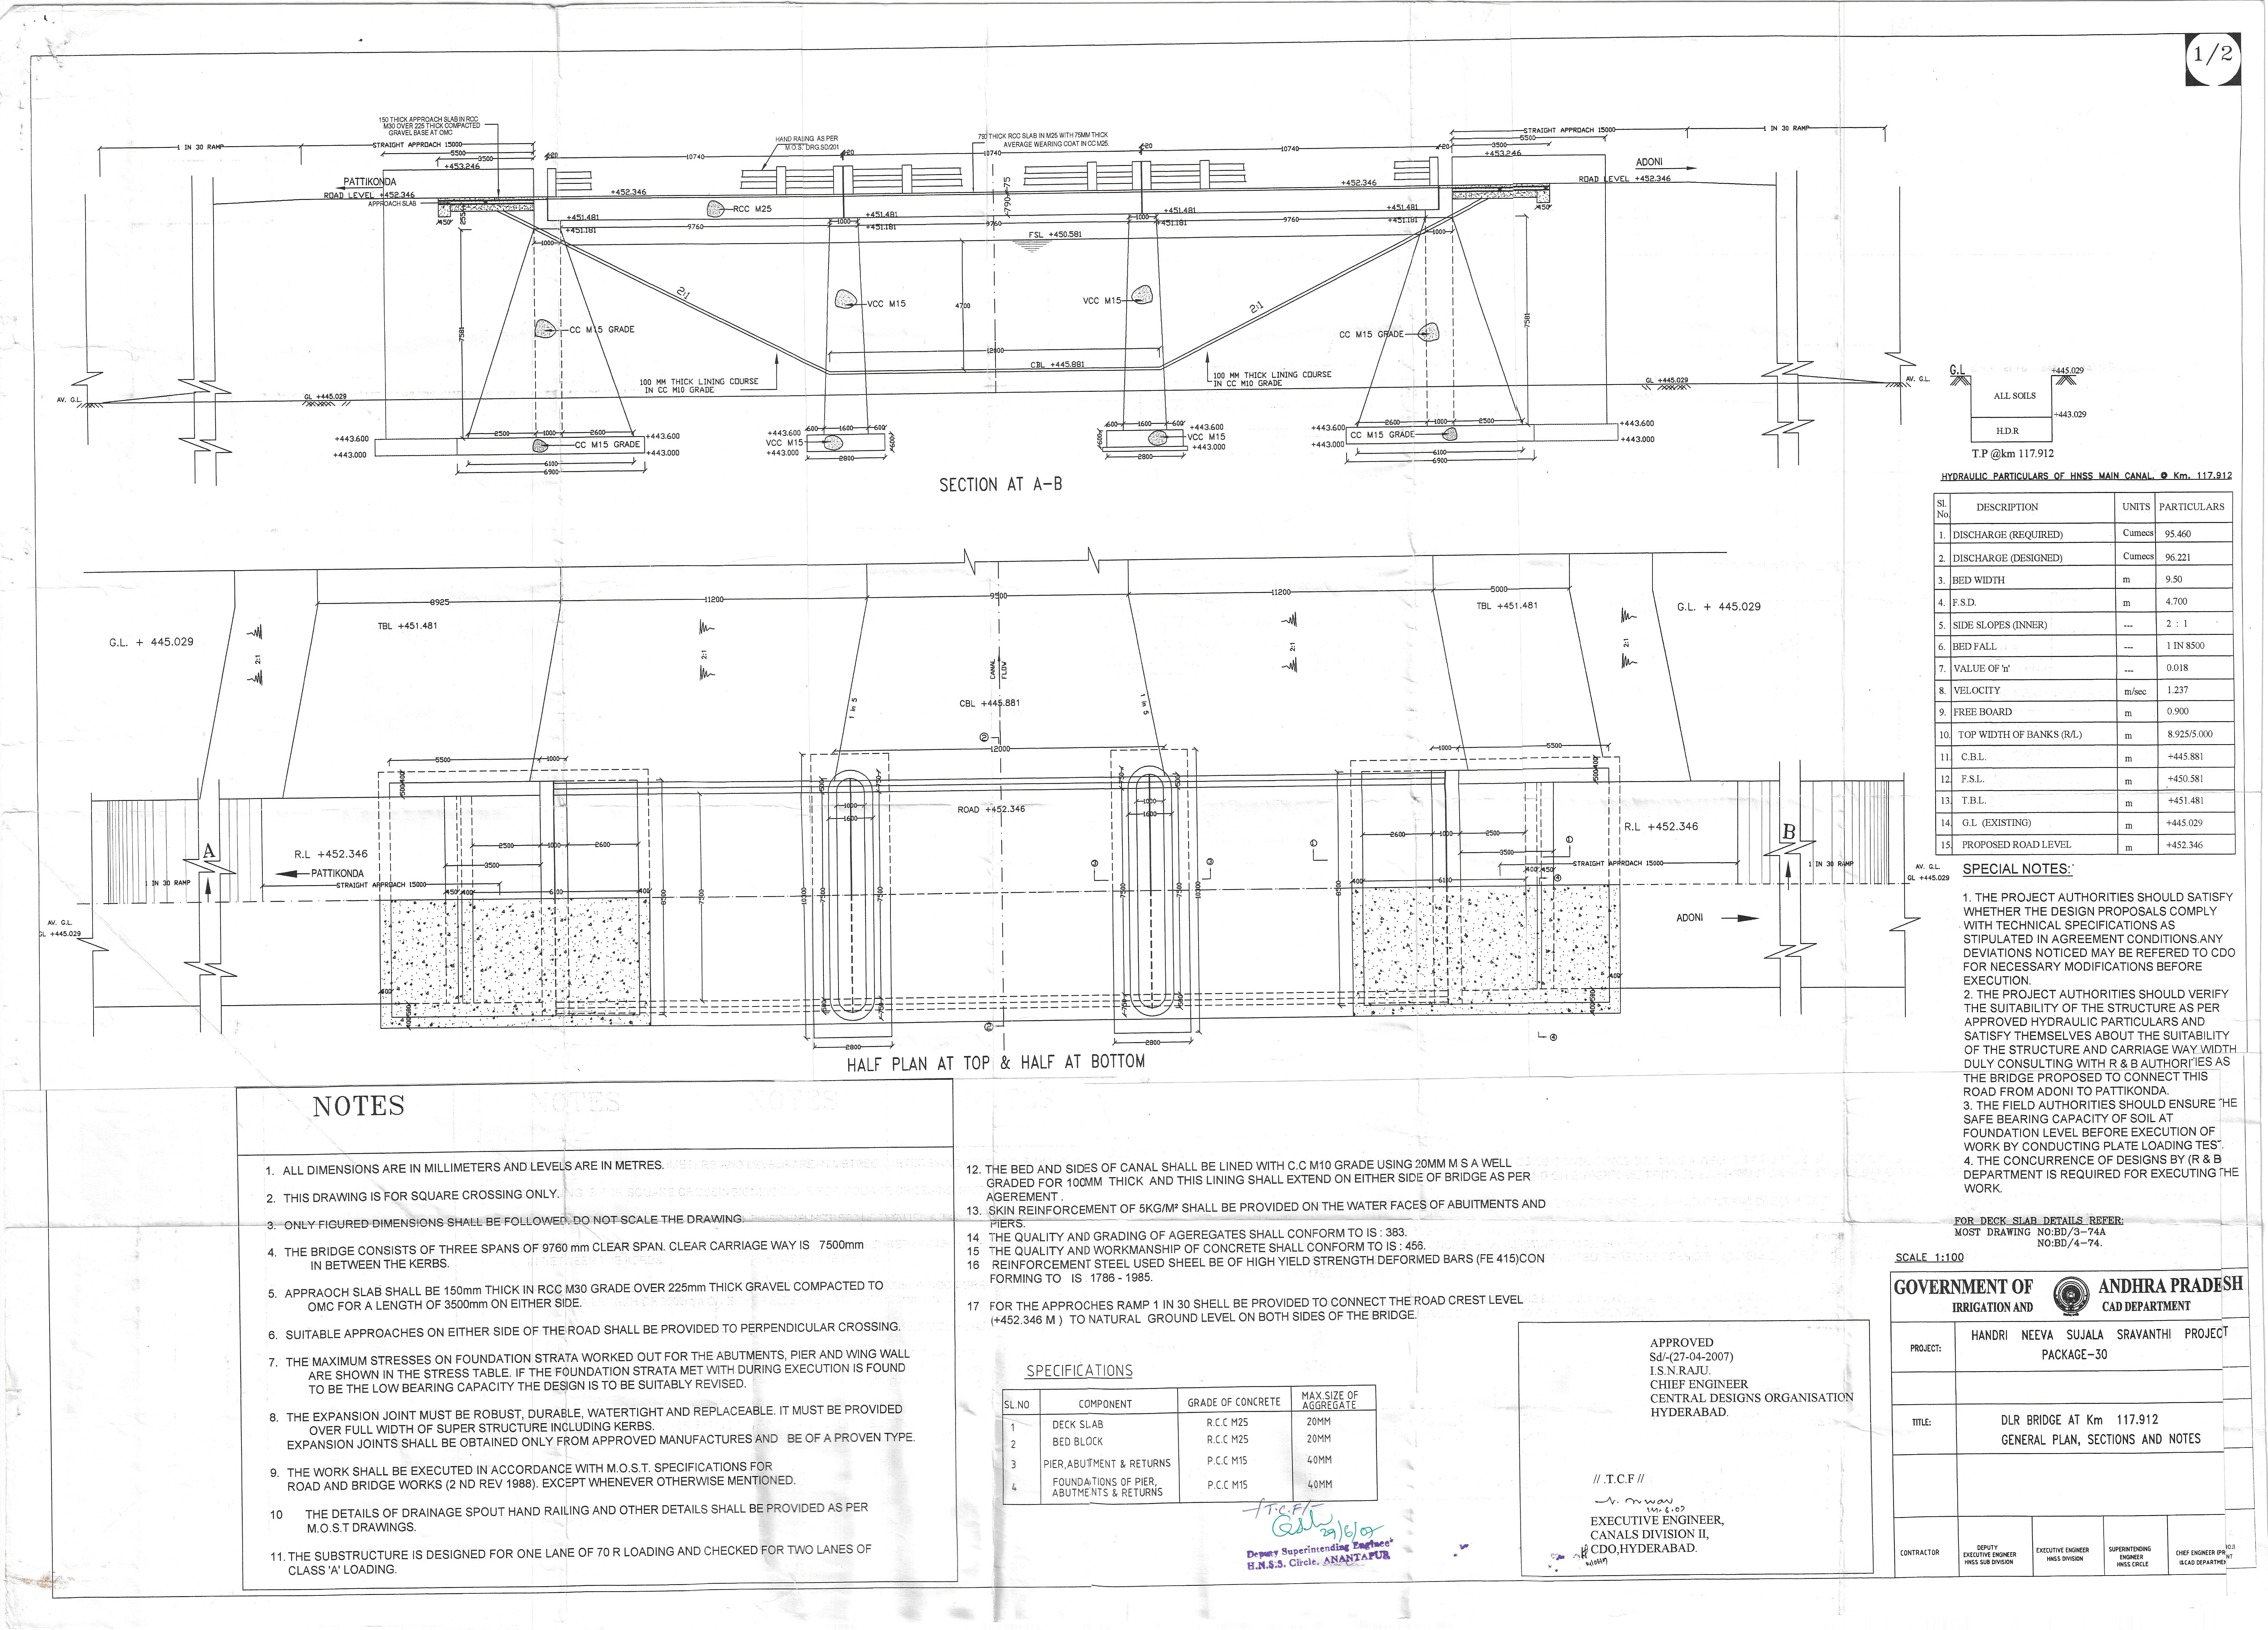 1/2
150 THICK APPROACH SLAB IN RCC
M30 OVER 225 THICK COMPACTED
GRAVEL BASE AT OMC
HAND RAILING AS PER
M.O.S. DRG.SD/201
790 THICK RCC SLAB IN M25 WITH 75MM THICK
AVERAGE WEARING COAT IN CC M25.
1 IN 30 RAMP
STRAIGHT APPROACH 15000
5500
3500
+453.246
20
10740
20
10740
20
10740
20
STRAIGHT APPROACH 15000
5500
3500
+453.246
1 IN 30 RAMP
PATTIKONDA
ROAD LEVEL +452.346
APPROACH SLAB
ADONI
ROAD LEVEL +452.346
+452.346
+452.346
RCC M25
790
75
450
450
+451.481
+451.181
9760
1000
+451.481
+451.181
9760
1000
+451.481
+451.181
9760
+451.481
+451.181
1000
1000
FSL +450.581
2:1
2:1
VCC M15
VCC M15
4700
7581
7581
CC M15 GRADE
CC M15 GRADE
12000
CBL +445.881
100 MM THICK LINING COURSE
IN CC M10 GRADE
100 MM THICK LINING COURSE
IN CC M10 GRADE
AV. G.L.
GL +445.029
GL +445.029
AV. G.L.
2500
1000
2600
+443.600
+443.000
CC M15 GRADE
+443.600
+443.000
6100
6900
600
1600
600
+443.600
VCC M15
+443.000
600
2800
600
1600
600
600
+443.600
VCC M15
+443.000
2800
2600
1000
2500
+443.600
+443.000
CC M15 GRADE
+443.600
+443.000
6100
6900
SECTION AT A-B
G.L
+445.029
ALL SOILS
+443.029
H.D.R
T.P @km 117.912
HYDRAULIC PARTICULARS OF HNSS MAIN CANAL. @ Km. 117.912
Sl. No. DESCRIPTION UNITS PARTICULARS
1. DISCHARGE (REQUIRED) Cumecs 95.460
2. DISCHARGE (DESIGNED) Cumecs 96.221
3. BED WIDTH m 9.50
4. F.S.D. m 4.700
5. SIDE SLOPES (INNER) --- 2 : 1
6. BED FALL --- 1 IN 8500
7. VALUE OF 'n' --- 0.018
8. VELOCITY m/sec 1.237
9. FREE BOARD m 0.900
10. TOP WIDTH OF BANKS (R/L) m 8.925/5.000
11. C.B.L. m +445.881
12. F.S.L. m +450.581
13. T.B.L. m +451.481
14. G.L (EXISTING) m +445.029
15. PROPOSED ROAD LEVEL m +452.346
8925
11200
9500
11200
5000
G.L. + 445.029
TBL +451.481
TBL +451.481
G.L. + 445.029
2:1
2:1
2:1
2:1
CANAL FLOW
CBL +445.881
1 in 5
1 in 5
12000
5500
1000
1000
5500
ROAD +452.346
1000
1600
1000
1600
A
B
R.L +452.346
PATTIKONDA
STRAIGHT APPROACH 15000
1 IN 30 RAMP
2500
1000
2600
3500
450
400
6100
400
2600
1000
2500
3500
STRAIGHT APPROACH 15000
R.L +452.346
1 IN 30 RAMP
ADONI
AV. G.L.
GL +445.029
AV. G.L.
GL +445.029
7500
2800
2800
HALF PLAN AT TOP & HALF AT BOTTOM
SPECIAL NOTES:
1. THE PROJECT AUTHORITIES SHOULD SATISFY
WHETHER THE DESIGN PROPOSALS COMPLY
WITH TECHNICAL SPECIFICATIONS AS
STIPULATED IN AGREEMENT CONDITIONS.ANY
DEVIATIONS NOTICED MAY BE REFERED TO CDO
FOR NECESSARY MODIFICATIONS BEFORE
EXECUTION.
2. THE PROJECT AUTHORITIES SHOULD VERIFY
THE SUITABILITY OF THE STRUCTURE AS PER
APPROVED HYDRAULIC PARTICULARS AND
SATISFY THEMSELVES ABOUT THE SUITABILITY
OF THE STRUCTURE AND CARRIAGE WAY WIDTH
DULY CONSULTING WITH R & B AUTHORITIES AS
THE BRIDGE PROPOSED TO CONNECT THIS
ROAD FROM ADONI TO PATTIKONDA.
3. THE FIELD AUTHORITIES SHOULD ENSURE THE
SAFE BEARING CAPACITY OF SOIL AT
FOUNDATION LEVEL BEFORE EXECUTION OF
WORK BY CONDUCTING PLATE LOADING TEST.
4. THE CONCURRENCE OF DESIGNS BY (R & B
DEPARTMENT IS REQUIRED FOR EXECUTING THE
WORK.
FOR DECK SLAB DETAILS REFER:
MOST DRAWING NO:BD/3-74A
NO:BD/4-74.
SCALE 1:100
NOTES
1. ALL DIMENSIONS ARE IN MILLIMETERS AND LEVELS ARE IN METRES.
2. THIS DRAWING IS FOR SQUARE CROSSING ONLY.
3. ONLY FIGURED DIMENSIONS SHALL BE FOLLOWED. DO NOT SCALE THE DRAWING.
4. THE BRIDGE CONSISTS OF THREE SPANS OF 9760 mm CLEAR SPAN. CLEAR CARRIAGE WAY IS 7500mm
IN BETWEEN THE KERBS.
5. APPRAOCH SLAB SHALL BE 150mm THICK IN RCC M30 GRADE OVER 225mm THICK GRAVEL COMPACTED TO
OMC FOR A LENGTH OF 3500mm ON EITHER SIDE.
6. SUITABLE APPROACHES ON EITHER SIDE OF THE ROAD SHALL BE PROVIDED TO PERPENDICULAR CROSSING.
7. THE MAXIMUM STRESSES ON FOUNDATION STRATA WORKED OUT FOR THE ABUTMENTS, PIER AND WING WALL
ARE SHOWN IN THE STRESS TABLE. IF THE FOUNDATION STRATA MET WITH DURING EXECUTION IS FOUND
TO BE THE LOW BEARING CAPACITY THE DESIGN IS TO BE SUITABLY REVISED.
8. THE EXPANSION JOINT MUST BE ROBUST, DURABLE, WATERTIGHT AND REPLACEABLE. IT MUST BE PROVIDED
OVER FULL WIDTH OF SUPER STRUCTURE INCLUDING KERBS.
EXPANSION JOINTS SHALL BE OBTAINED ONLY FROM APPROVED MANUFACTURES AND BE OF A PROVEN TYPE.
9. THE WORK SHALL BE EXECUTED IN ACCORDANCE WITH M.O.S.T. SPECIFICATIONS FOR
ROAD AND BRIDGE WORKS (2 ND REV 1988). EXCEPT WHENEVER OTHERWISE MENTIONED.
10 THE DETAILS OF DRAINAGE SPOUT HAND RAILING AND OTHER DETAILS SHALL BE PROVIDED AS PER
M.O.S.T DRAWINGS.
11. THE SUBSTRUCTURE IS DESIGNED FOR ONE LANE OF 70 R LOADING AND CHECKED FOR TWO LANES OF
CLASS 'A' LOADING.
12. THE BED AND SIDES OF CANAL SHALL BE LINED WITH C.C M10 GRADE USING 20MM M S A WELL
GRADED FOR 100MM THICK AND THIS LINING SHALL EXTEND ON EITHER SIDE OF BRIDGE AS PER
AGEREMENT .
13. SKIN REINFORCEMENT OF 5KG/M² SHALL BE PROVIDED ON THE WATER FACES OF ABUITMENTS AND
PIERS.
14 THE QUALITY AND GRADING OF AGEREGATES SHALL CONFORM TO IS : 383.
15 THE QUALITY AND WORKMANSHIP OF CONCRETE SHALL CONFORM TO IS : 456.
16 REINFORCEMENT STEEL USED SHEEL BE OF HIGH YIELD STRENGTH DEFORMED BARS (FE 415)CON
FORMING TO IS 1786 - 1985.
17 FOR THE APPROCHES RAMP 1 IN 30 SHELL BE PROVIDED TO CONNECT THE ROAD CREST LEVEL
(+452.346 M ) TO NATURAL GROUND LEVEL ON BOTH SIDES OF THE BRIDGE.
SPECIFICATIONS
SL.NO COMPONENT GRADE OF CONCRETE MAX.SIZE OF AGGREGATE
1 DECK SLAB R.C.C M25 20MM
2 BED BLOCK R.C.C M25 20MM
3 PIER,ABUTMENT & RETURNS P.C.C M15 40MM
4 FOUNDATIONS OF PIER, ABUTMENTS & RETURNS P.C.C M15 40MM
T.C.F
29/6/07
Deputy Superintending Engineer
H.N.S.S. Circle, ANANTAPUR
APPROVED
Sd/-(27-04-2007)
I.S.N.RAJU.
CHIEF ENGINEER
CENTRAL DESIGNS ORGANISATION
HYDERABAD.
// .T.C.F //
EXECUTIVE ENGINEER,
CANALS DIVISION II,
CDO,HYDERABAD.
GOVERNMENT OF ANDHRA PRADESH
IRRIGATION AND CAD DEPARTMENT
PROJECT: HANDRI NEEVA SUJALA SRAVANTHI PROJECT
PACKAGE-30
TITLE: DLR BRIDGE AT Km 117.912
GENERAL PLAN, SECTIONS AND NOTES
CONTRACTOR
DEPUTY EXECUTIVE ENGINEER HNSS SUB DIVISION
EXECUTIVE ENGINEER HNSS DIVISION
SUPERINTENDING ENGINEER HNSS CIRCLE
CHIEF ENGINEER (PROJ
I&CAD DEPARTMENT